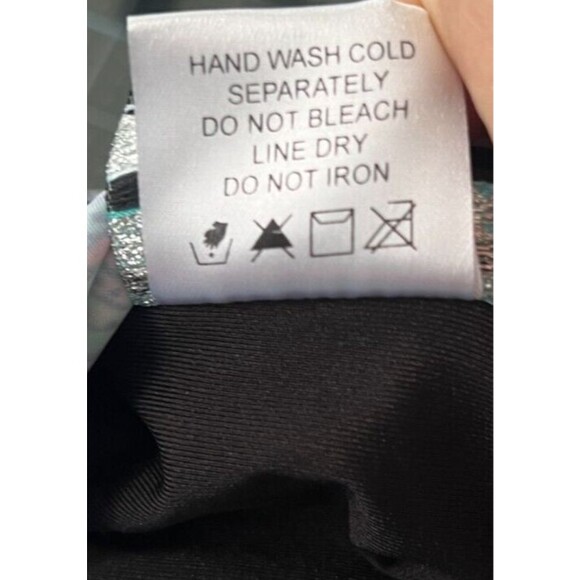 HAND WASH COLD
SEPARATELY
DO NOT BLEACH
LINE DRY
DO NOT IRON